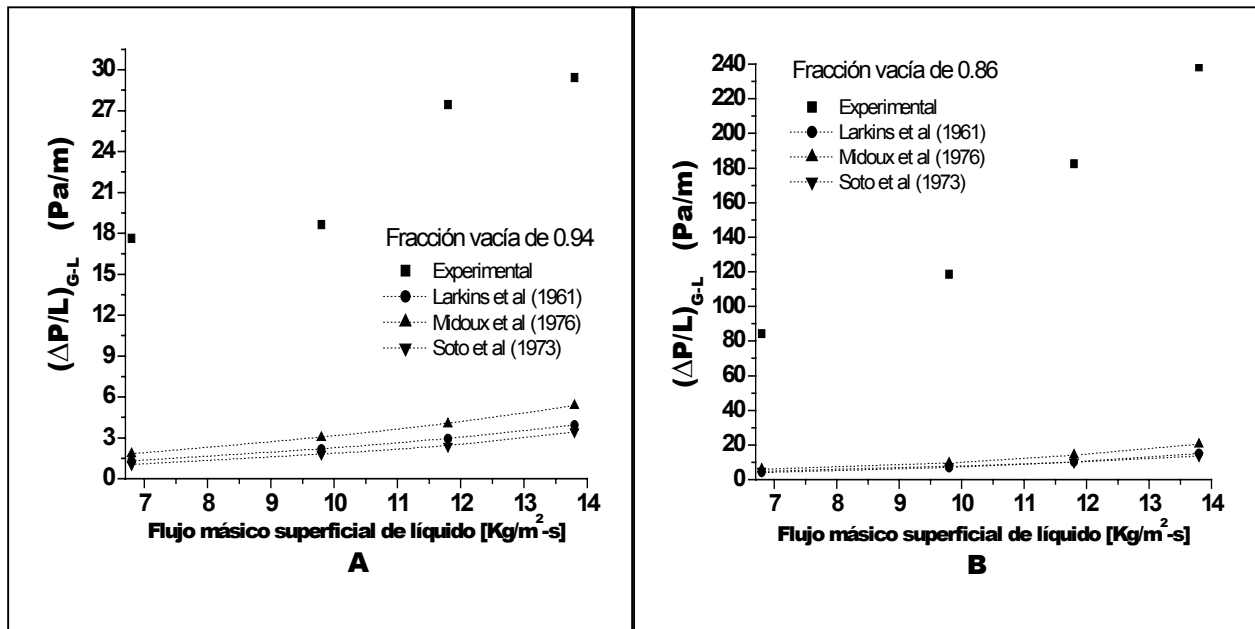 30
27
24
21
18
15
12
9
6
3
0
(ΔP/L)G-L (Pa/m)
Fracción vacía de 0.94
Experimental
Larkins et al (1961)
Midoux et al (1976)
Soto et al (1973)
7 8 9 10 11 12 13 14
Flujo másico superficial de líquido [Kg/m²-s]
A
240
220
200
180
160
140
120
100
80
60
40
20
0
(ΔP/L)G-L (Pa/m)
Fracción vacía de 0.86
Experimental
Larkins et al (1961)
Midoux et al (1976)
Soto et al (1973)
7 8 9 10 11 12 13 14
Flujo másico superficial de líquido [Kg/m²-s]
B